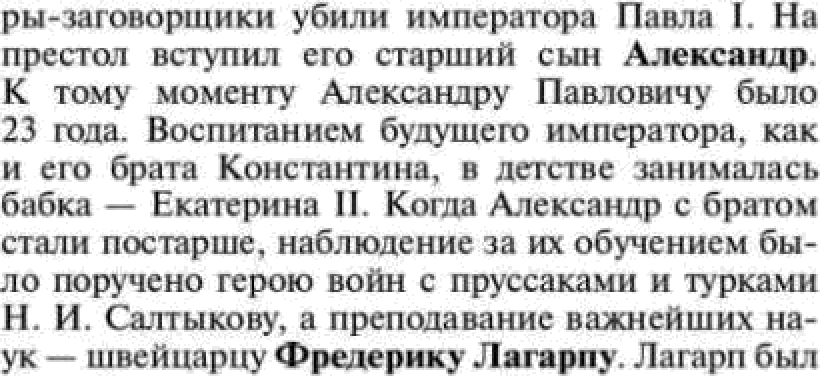 ры-заговорщики убили императора Павла I. На
престол вступил его старший сын Александр.
К тому моменту Александру Павловичу было
23 года. Воспитанием будущего императора, как
и его брата Константина, в детстве занималась
бабка — Екатерина II. Когда Александр с братом
стали постарше, наблюдение за их обучением бы-
ло поручено герою войн с пруссаками и турками
Н. И. Салтыкову, а преподавание важнейших на-
ук — швейцарцу Фредерику Лагарпу. Лагарп был